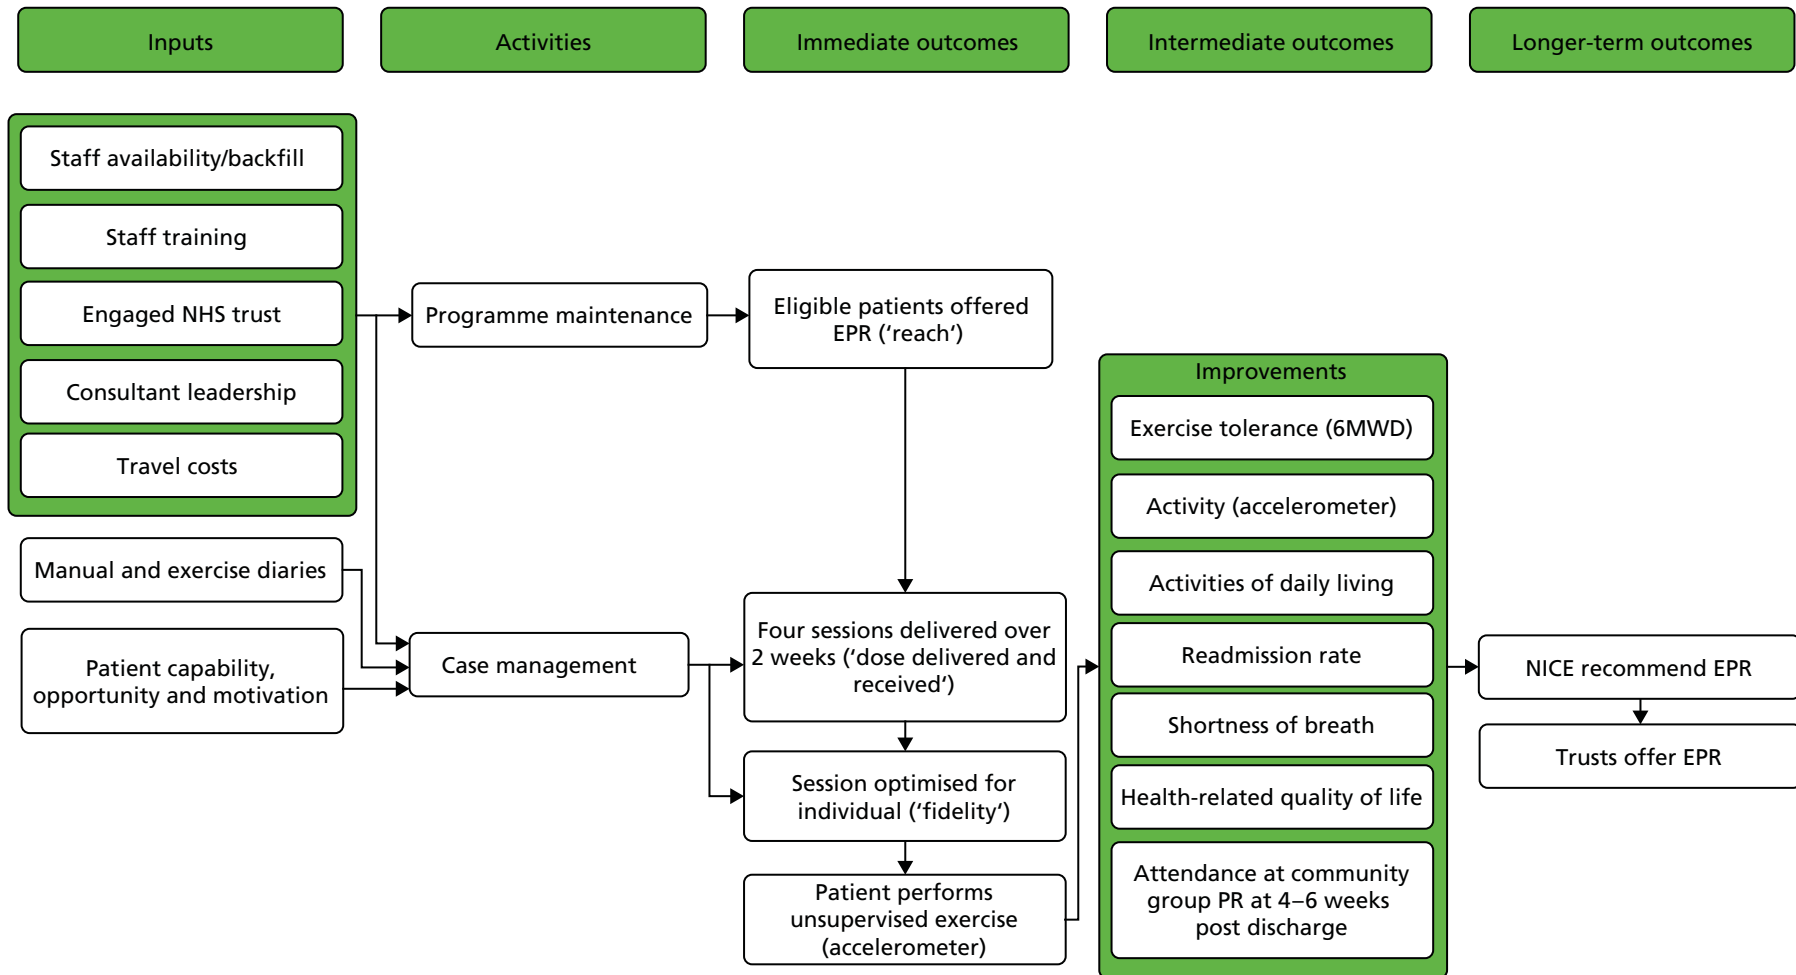 Inputs
Activities
Immediate outcomes
Intermediate outcomes
Longer-term outcomes
Staff availability/backfill
Staff training
Engaged NHS trust
Consultant leadership
Travel costs
Manual and exercise diaries
Patient capability,
opportunity and motivation
Programme maintenance
Case management
Eligible patients offered
EPR (‘reach‘)
Four sessions delivered over
2 weeks (‘dose delivered and
received‘)
Session optimised for
individual (‘fidelity‘)
Patient performs
unsupervised exercise
(accelerometer)
Improvements
Exercise tolerance (6MWD)
Activity (accelerometer)
Activities of daily living
Readmission rate
Shortness of breath
Health-related quality of life
Attendance at community
group PR at 4–6 weeks
post discharge
NICE recommend EPR
Trusts offer EPR